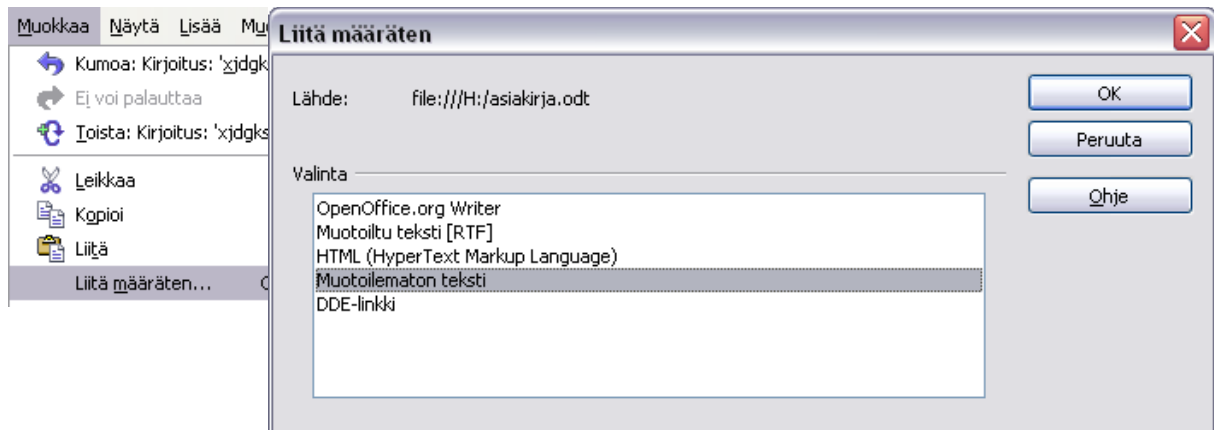 Muokkaa Näytä Lisää Mu
Kumoa: Kirjoitus: 'xjdgk
Ei voi palauttaa
Toista: Kirjoitus: 'xjdgks
Leikkaa
Kopioi
Liitä
Liitä määräten...
Liitä määräten
Lähde: file:///H:/asiakirja.odt
Valinta
OpenOffice.org Writer
Muotoiltu teksti [RTF]
HTML (HyperText Markup Language)
Muotoilematon teksti
DDE-linkki
OK
Peruuta
Ohje